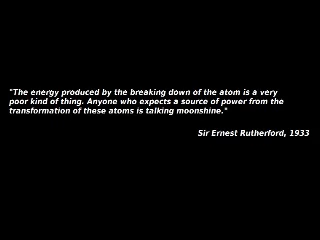 "The energy produced by the breaking down of the atom is a very
poor kind of thing. Anyone who expects a source of power from the
transformation of these atoms is talking moonshine."
Sir Ernest Rutherford, 1933